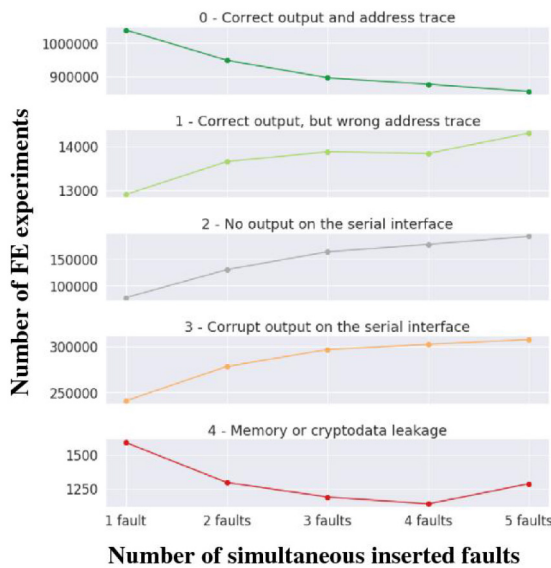 0 - Correct output and address trace
1000000
900000
1 - Correct output, but wrong address trace
14000
13000
2 - No output on the serial interface
150000
100000
3 - Corrupt output on the serial interface
300000
250000
4 - Memory or cryptodata leakage
1500
1250
1 fault 2 faults 3 faults 4 faults 5 faults
Number of simultaneous inserted faults
Number of FE experiments